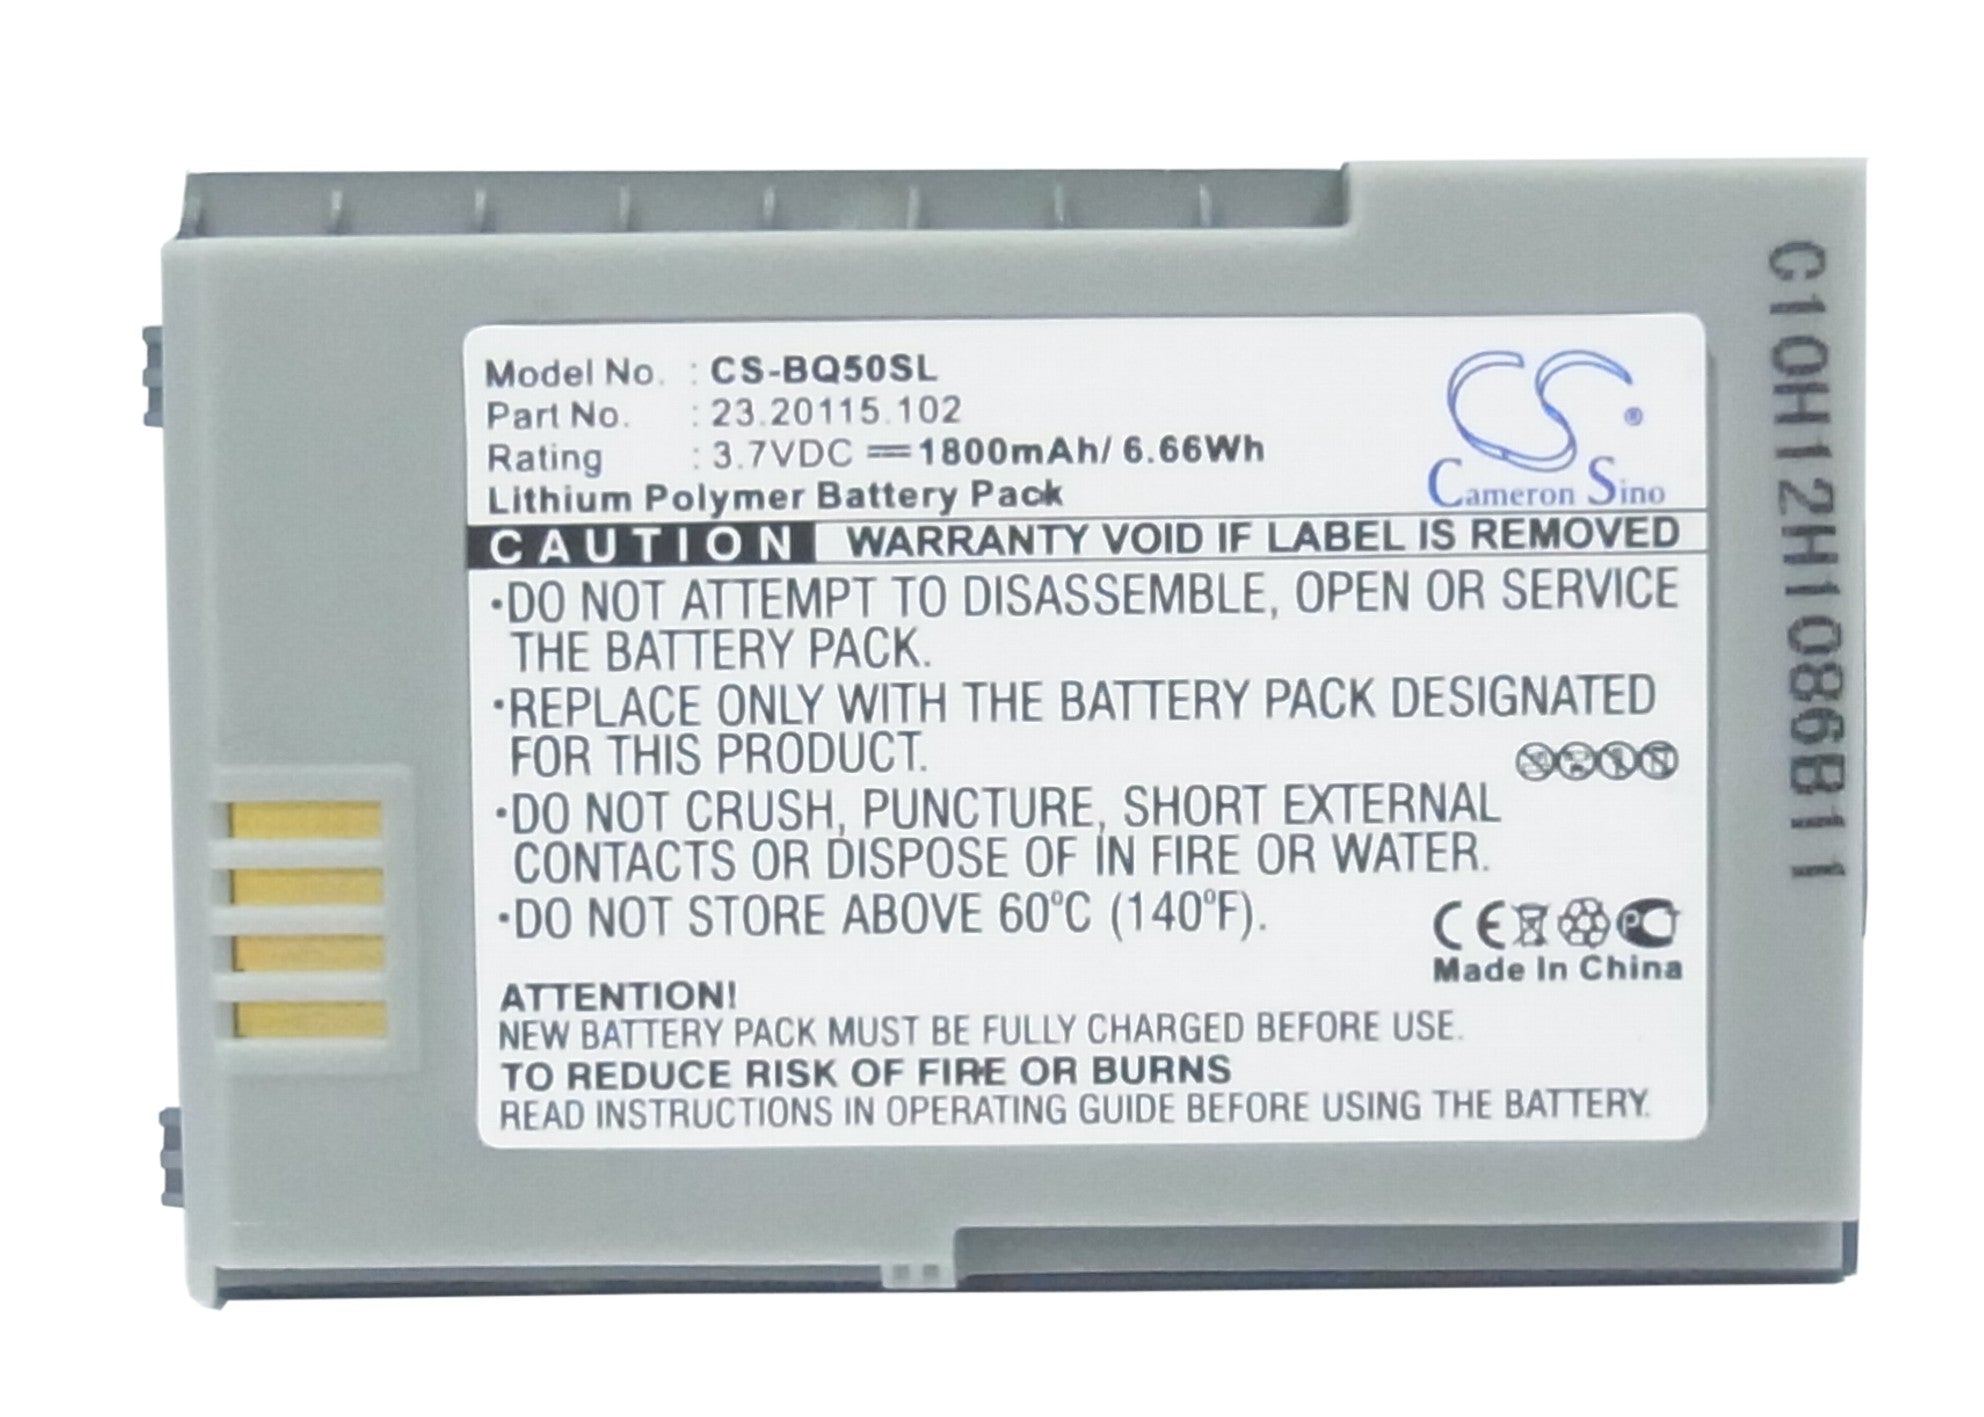 Model No. : CS-BQ50SL
Part No. : 23.20115.102
Rating : 3.7VDC 1800mAh/ 6.66Wh
Lithium Polymer Battery Pack
CS®
Cameron Sino
CAUTION WARRANTY VOID IF LABEL IS REMOVED
•DO NOT ATTEMPT TO DISASSEMBLE, OPEN OR SERVICE
THE BATTERY PACK.
•REPLACE ONLY WITH THE BATTERY PACK DESIGNATED
FOR THIS PRODUCT.
•DO NOT CRUSH, PUNCTURE, SHORT EXTERNAL
CONTACTS OR DISPOSE OF IN FIRE OR WATER.
•DO NOT STORE ABOVE 60°C (140°F).
CE
Made In China
ATTENTION!
NEW BATTERY PACK MUST BE FULLY CHARGED BEFORE USE.
TO REDUCE RISK OF FIRE OR BURNS
READ INSTRUCTIONS IN OPERATING GUIDE BEFORE USING THE BATTERY.
C10H12H1086B11